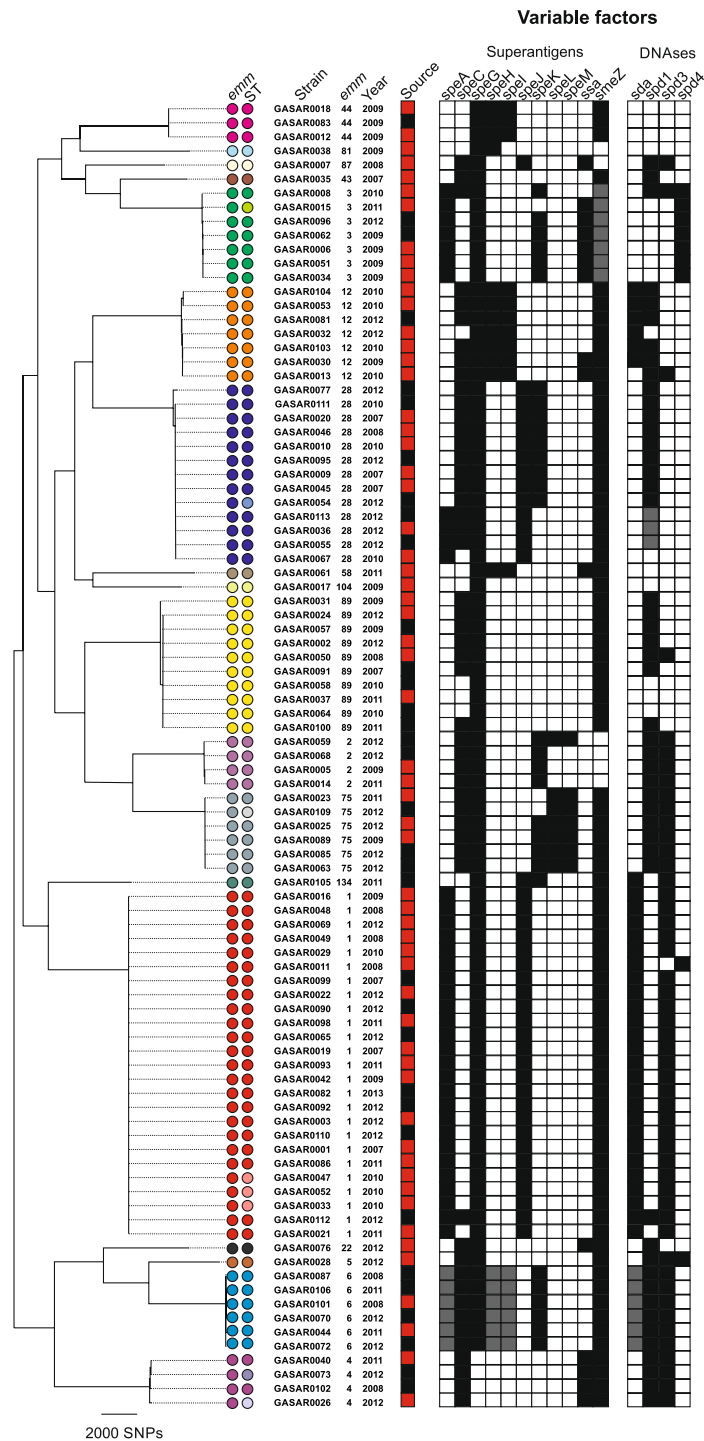 Variable factors
Superantigens DNAses
emm ST Strain emm Year Source speA speC speG speH speI speJ speK speL speM ssa smeZ sda spd1 spd3 spd4
GASAR0018 44 2009
GASAR0083 44 2009
GASAR0012 44 2009
GASAR0038 81 2009
GASAR0007 87 2008
GASAR0035 43 2007
GASAR0008 3 2010
GASAR0015 3 2011
GASAR0096 3 2012
GASAR0062 3 2009
GASAR0006 3 2009
GASAR0051 3 2009
GASAR0034 3 2009
GASAR0104 12 2010
GASAR0053 12 2010
GASAR0081 12 2012
GASAR0032 12 2012
GASAR0103 12 2010
GASAR0030 12 2009
GASAR0013 12 2010
GASAR0077 28 2012
GASAR0111 28 2010
GASAR0020 28 2007
GASAR0046 28 2008
GASAR0010 28 2010
GASAR0095 28 2012
GASAR0009 28 2007
GASAR0045 28 2007
GASAR0054 28 2012
GASAR0113 28 2012
GASAR0036 28 2012
GASAR0055 28 2012
GASAR0067 28 2010
GASAR0061 58 2011
GASAR0017 104 2009
GASAR0031 89 2009
GASAR0024 89 2012
GASAR0057 89 2009
GASAR0002 89 2012
GASAR0050 89 2008
GASAR0091 89 2007
GASAR0058 89 2010
GASAR0037 89 2011
GASAR0064 89 2010
GASAR0100 89 2011
GASAR0059 2 2012
GASAR0068 2 2012
GASAR0005 2 2009
GASAR0014 2 2011
GASAR0023 75 2011
GASAR0109 75 2012
GASAR0025 75 2012
GASAR0089 75 2009
GASAR0085 75 2012
GASAR0063 75 2012
GASAR0105 134 2011
GASAR0016 1 2009
GASAR0048 1 2008
GASAR0069 1 2012
GASAR0049 1 2008
GASAR0029 1 2010
GASAR0011 1 2008
GASAR0099 1 2007
GASAR0022 1 2012
GASAR0090 1 2012
GASAR0098 1 2011
GASAR0065 1 2012
GASAR0019 1 2007
GASAR0093 1 2011
GASAR0042 1 2009
GASAR0082 1 2013
GASAR0092 1 2012
GASAR0003 1 2012
GASAR0110 1 2012
GASAR0001 1 2007
GASAR0086 1 2011
GASAR0047 1 2010
GASAR0052 1 2010
GASAR0033 1 2010
GASAR0112 1 2012
GASAR0021 1 2011
GASAR0076 22 2012
GASAR0028 5 2012
GASAR0087 6 2008
GASAR0106 6 2011
GASAR0101 6 2008
GASAR0070 6 2012
GASAR0044 6 2011
GASAR0072 6 2012
GASAR0040 4 2011
GASAR0073 4 2012
GASAR0102 4 2008
GASAR0026 4 2012
2000 SNPs